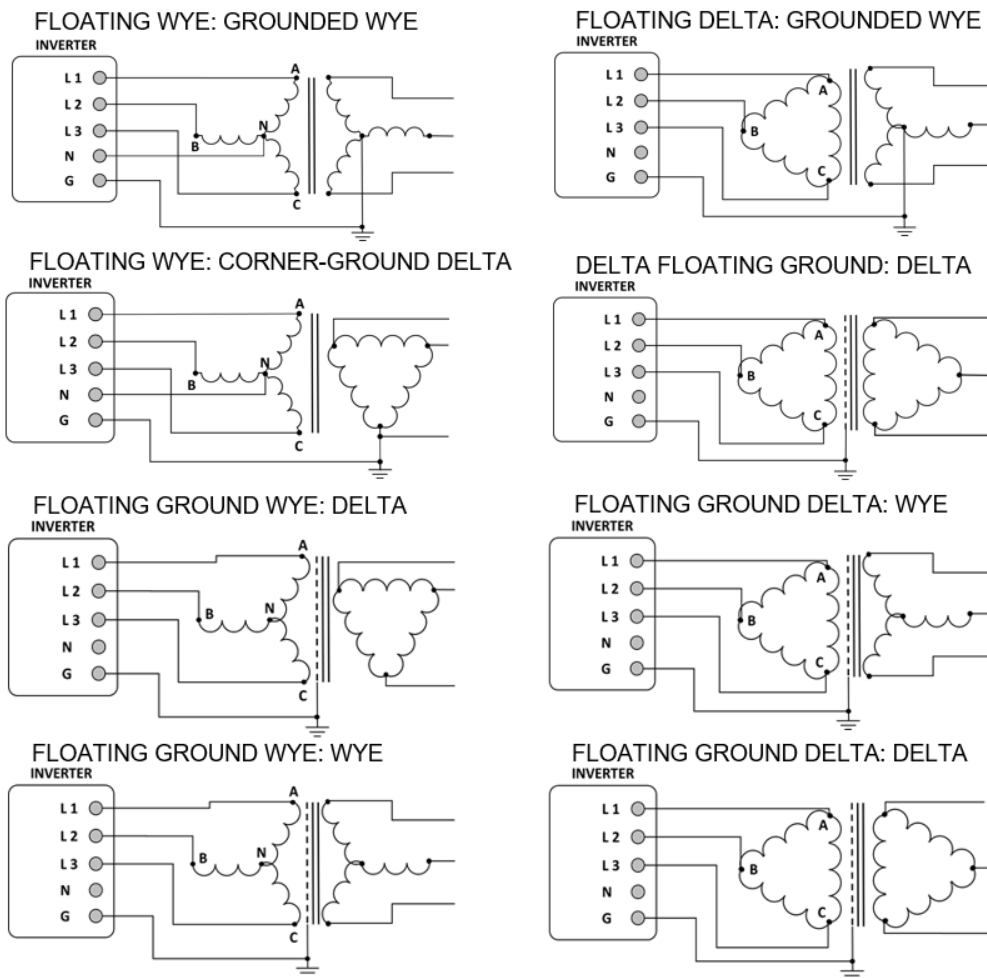 FLOATING WYE: GROUNDED WYE
INVERTER
L1
L2
L3
N
G
A
B
N
C
FLOATING DELTA: GROUNDED WYE
INVERTER
L1
L2
L3
N
G
A
B
C
FLOATING WYE: CORNER-GROUND DELTA
INVERTER
L1
L2
L3
N
G
A
B
N
C
DELTA FLOATING GROUND: DELTA
INVERTER
L1
L2
L3
N
G
A
B
C
FLOATING GROUND WYE: DELTA
INVERTER
L1
L2
L3
N
G
A
B
N
C
FLOATING GROUND DELTA: WYE
INVERTER
L1
L2
L3
N
G
A
B
C
FLOATING GROUND WYE: WYE
INVERTER
L1
L2
L3
N
G
A
B
N
C
FLOATING GROUND DELTA: DELTA
INVERTER
L1
L2
L3
N
G
A
B
C